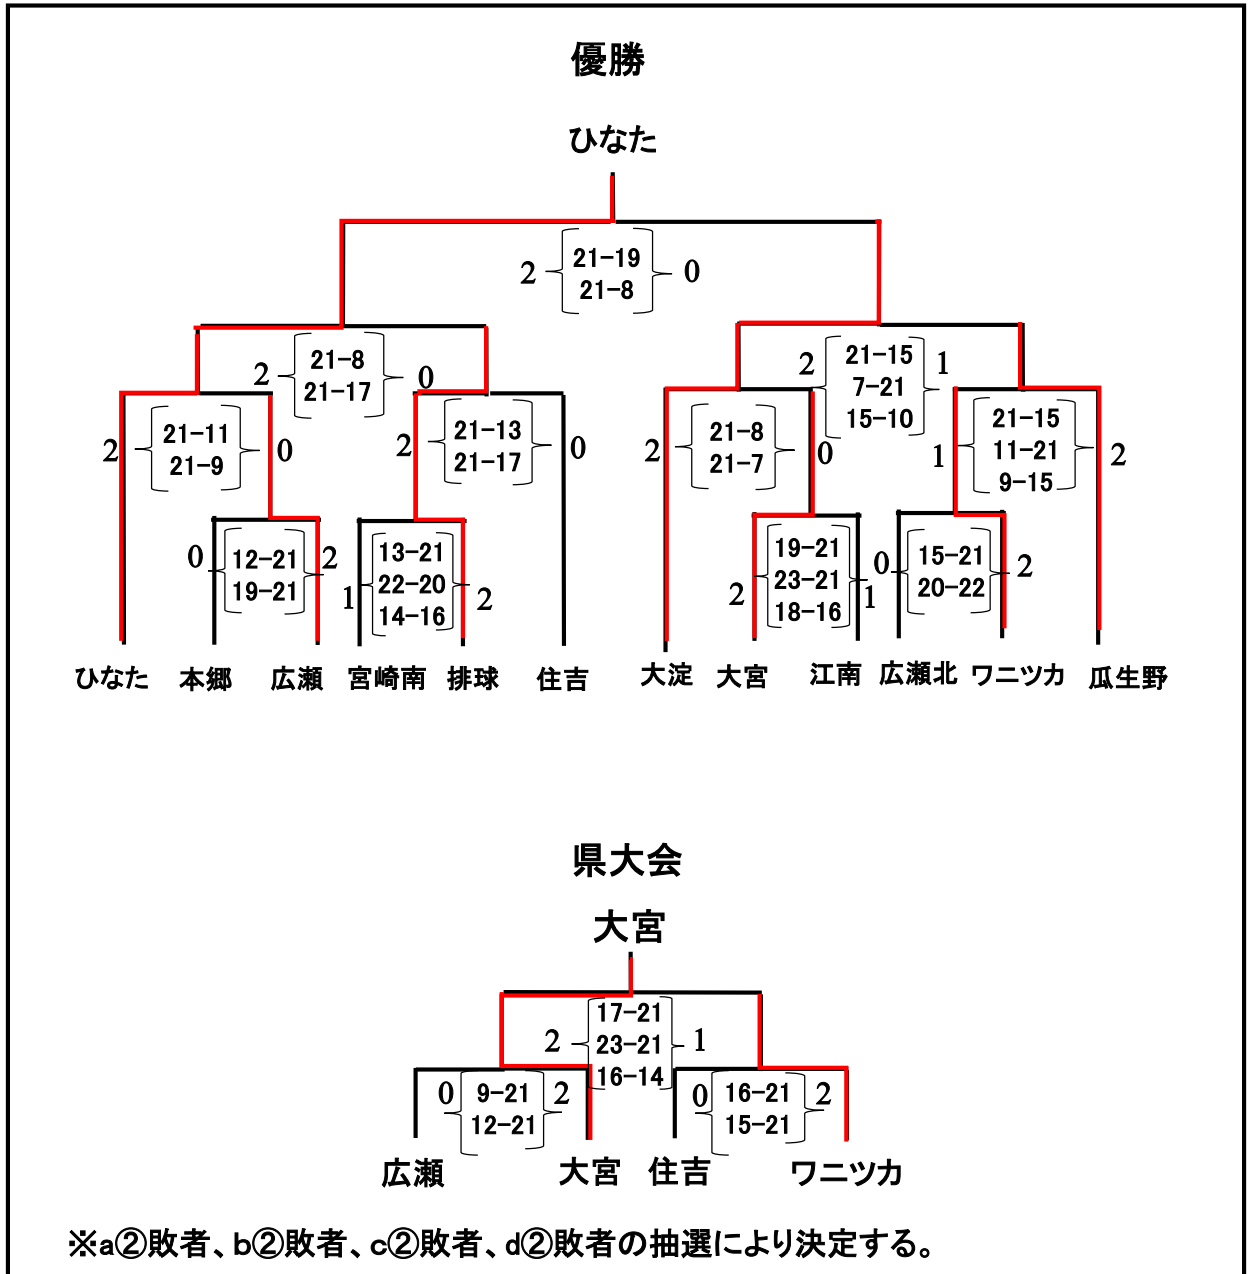 優勝
ひなた
2 21-19 0
21-8
2 21-8 0
21-17
2 21-15 1
7-21
15-10
2 21-11 0
21-9
2 21-13 0
21-17
2 21-8 0
21-7
1 21-15 2
11-21
9-15
0 12-21 2
19-21
1 13-21 2
22-20
14-16
2 19-21 1
23-21
18-16
0 15-21 2
20-22
ひなた 本郷 広瀬 宮崎南 排球 住吉 大淀 大宮 江南 広瀬北 ワニツカ 瓜生野
県大会
大宮
2 17-21 1
23-21
16-14
0 9-21 2
12-21
0 16-21 2
15-21
広瀬 大宮 住吉 ワニツカ
※a②敗者、b②敗者、c②敗者、d②敗者の抽選により決定する。